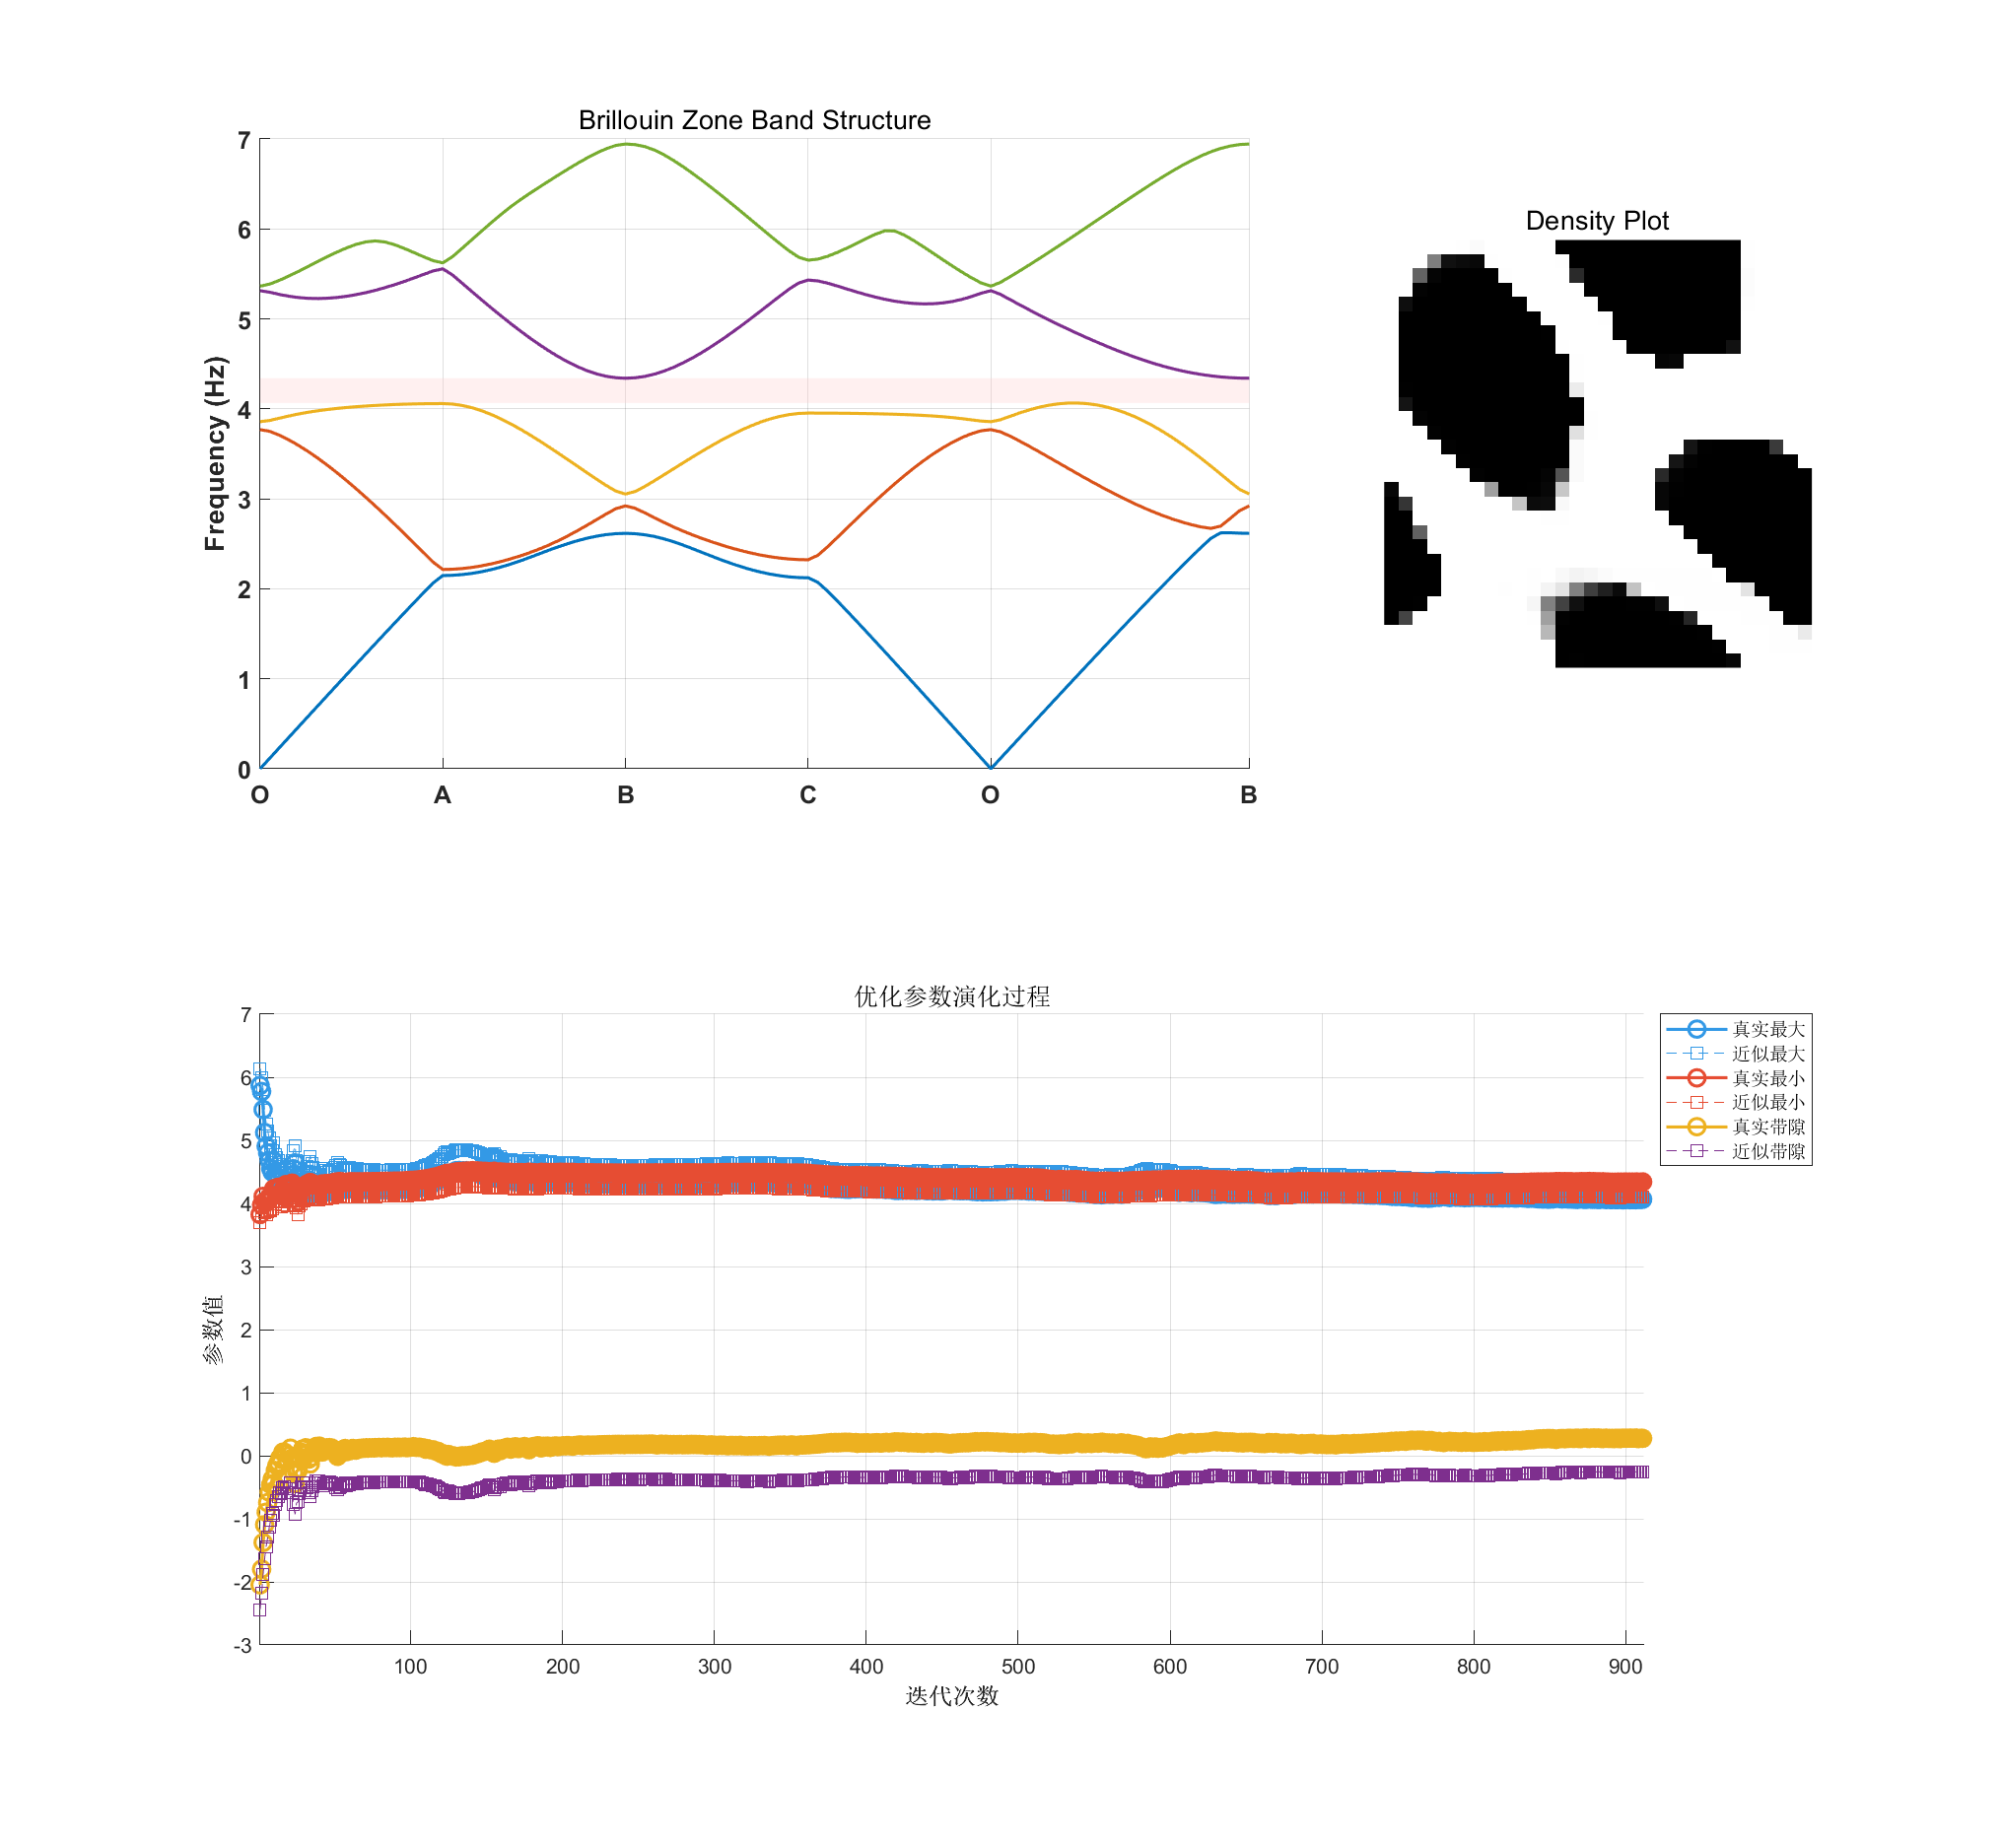 Brillouin Zone Band Structure
7
6
5
4
3
2
1
0
Frequency (Hz)
O A B C O B
Density Plot
优化参数演化过程
7
6
5
4
3
2
1
0
-1
-2
-3
参数值
100 200 300 400 500 600 700 800 900
迭代次数
真实最大
近似最大
真实最小
近似最小
真实带隙
近似带隙